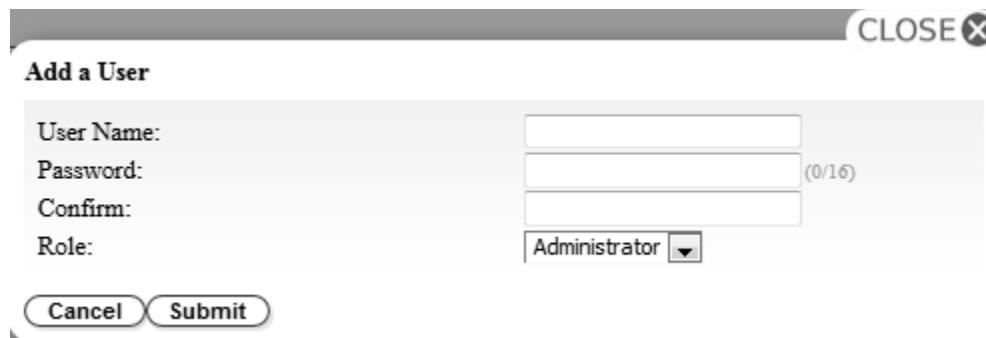 CLOSE
Add a User
User Name:
Password: (0/16)
Confirm:
Role: Administrator
Cancel Submit